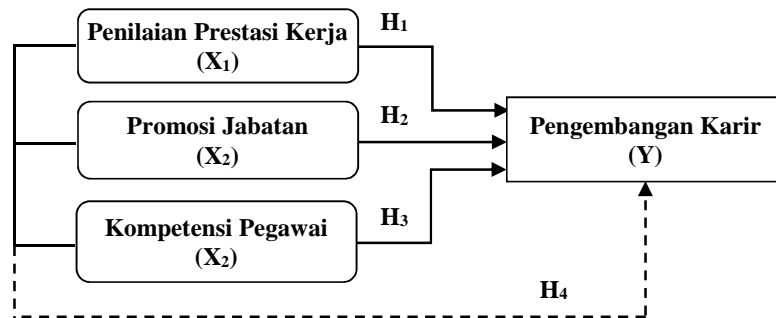 Penilaian Prestasi Kerja
(X₁)
H₁
Promosi Jabatan
(X₂)
H₂
Pengembangan Karir
(Y)
Kompetensi Pegawai
(X₂)
H₃
H₄